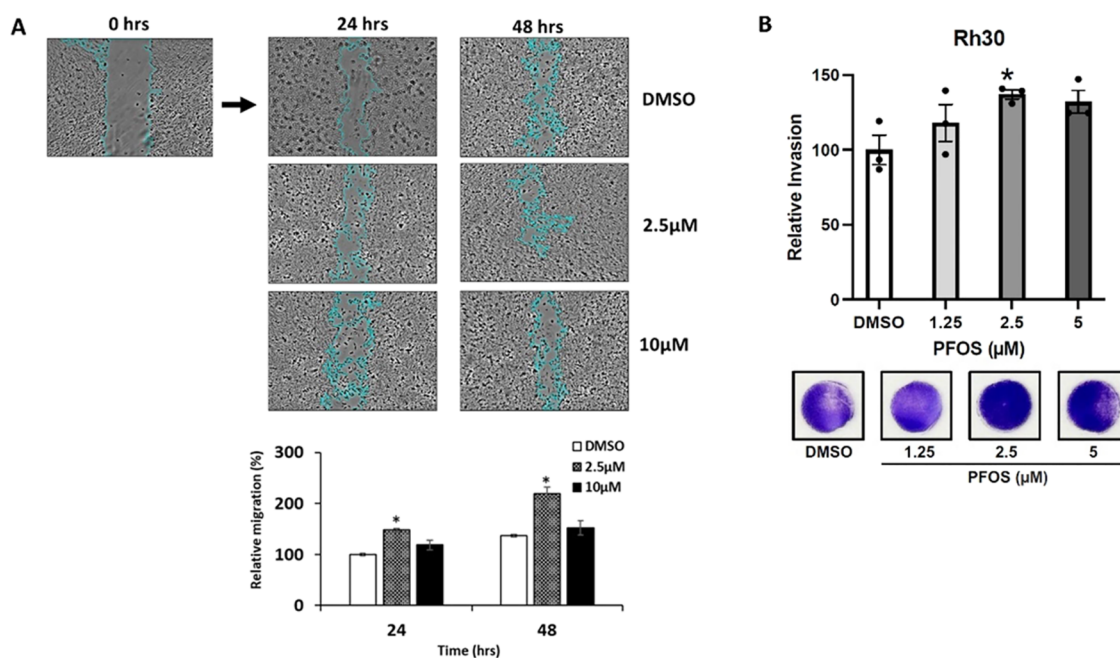 A
0 hrs
24 hrs
48 hrs
DMSO
2.5µM
10µM
Relative migration (%)
300
200
100
0
DMSO
2.5µM
10µM
*
*
24
48
Time (hrs)
B
Rh30
Relative Invasion
150
100
50
0
*
DMSO
1.25
2.5
5
PFOS (µM)
DMSO
1.25
2.5
5
PFOS (µM)